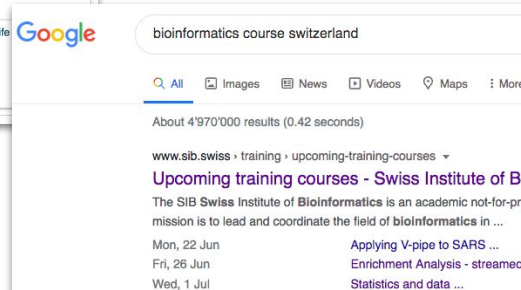 ife
Google
bioinformatics course switzerland
All Images News Videos Maps More
About 4'970'000 results (0.42 seconds)
www.sib.swiss › training › upcoming-training-courses
Upcoming training courses - Swiss Institute of B
The SIB Swiss Institute of Bioinformatics is an academic not-for-pr
mission is to lead and coordinate the field of bioinformatics in ...
Mon, 22 Jun Applying V-pipe to SARS ...
Fri, 26 Jun Enrichment Analysis - streamed
Wed, 1 Jul Statistics and data ...